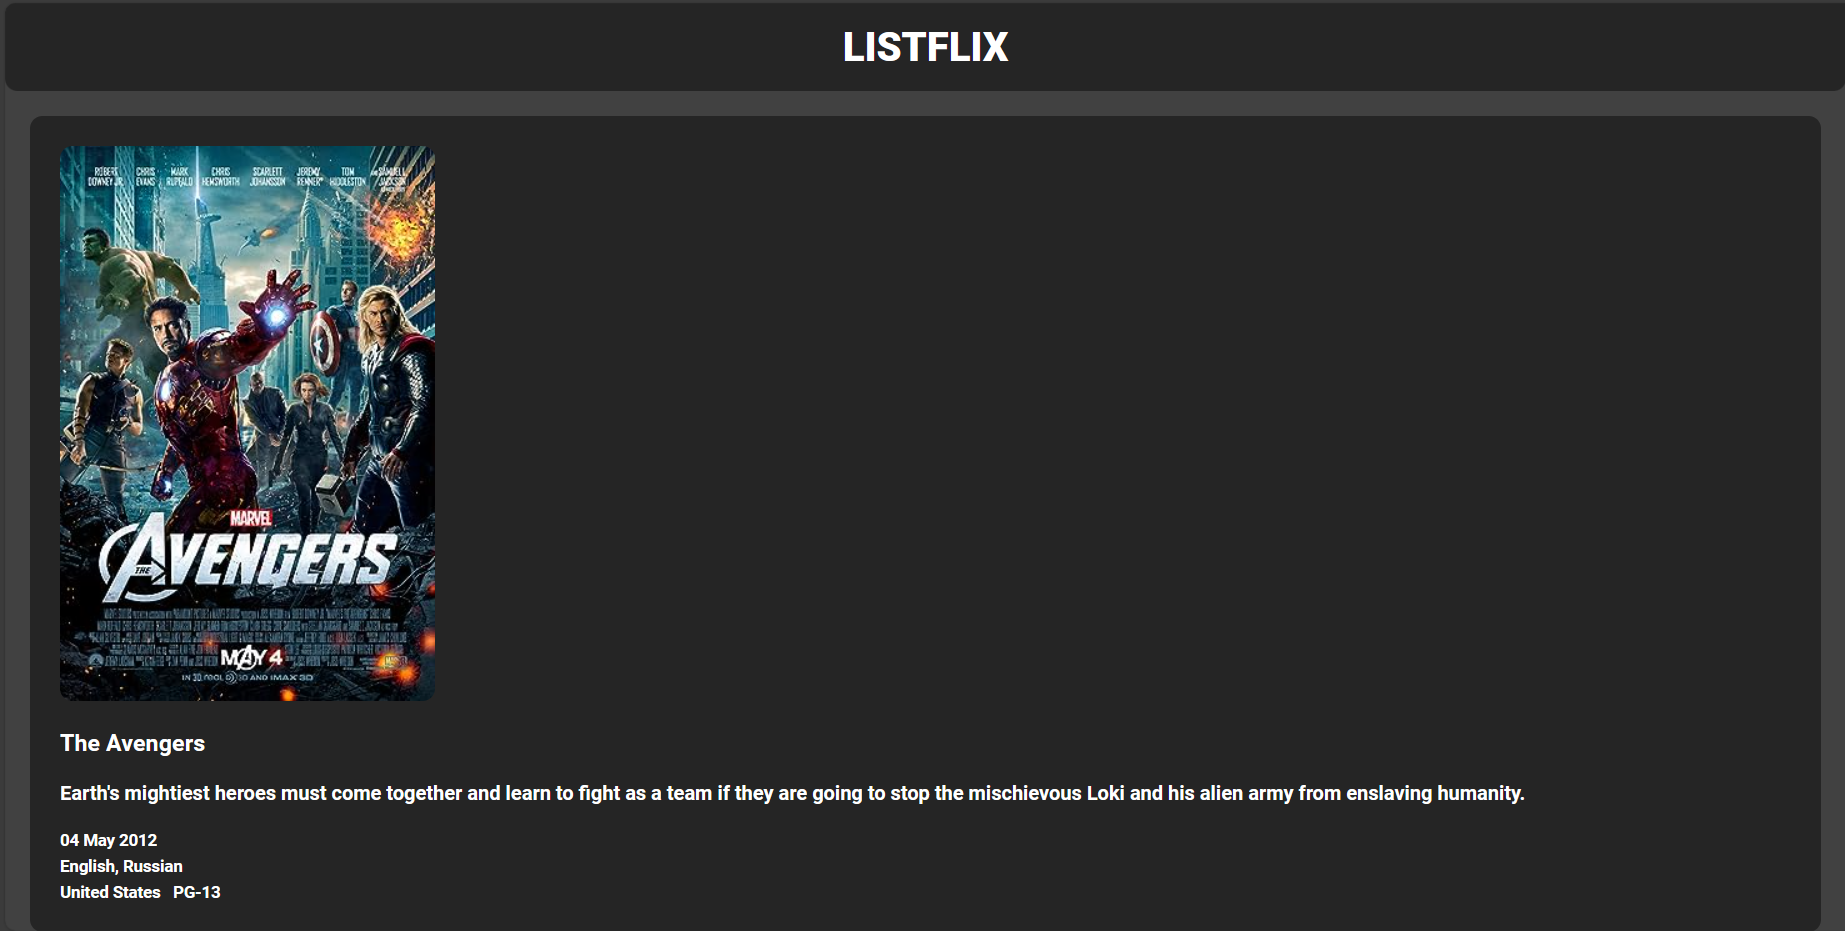 LISTFLIX
ROBERT DOWNEY JR. CHRIS EVANS MARK RUFFALO CHRIS HEMSWORTH SCARLETT JOHANSSON JEREMY RENNER TOM HIDDLESTON AND SAMUEL L. JACKSON
MARVEL
THE AVENGERS
MAY 4
IN 3D, REAL D 3D AND IMAX 3D
The Avengers
Earth's mightiest heroes must come together and learn to fight as a team if they are going to stop the mischievous Loki and his alien army from enslaving humanity.
04 May 2012
English, Russian
United States PG-13